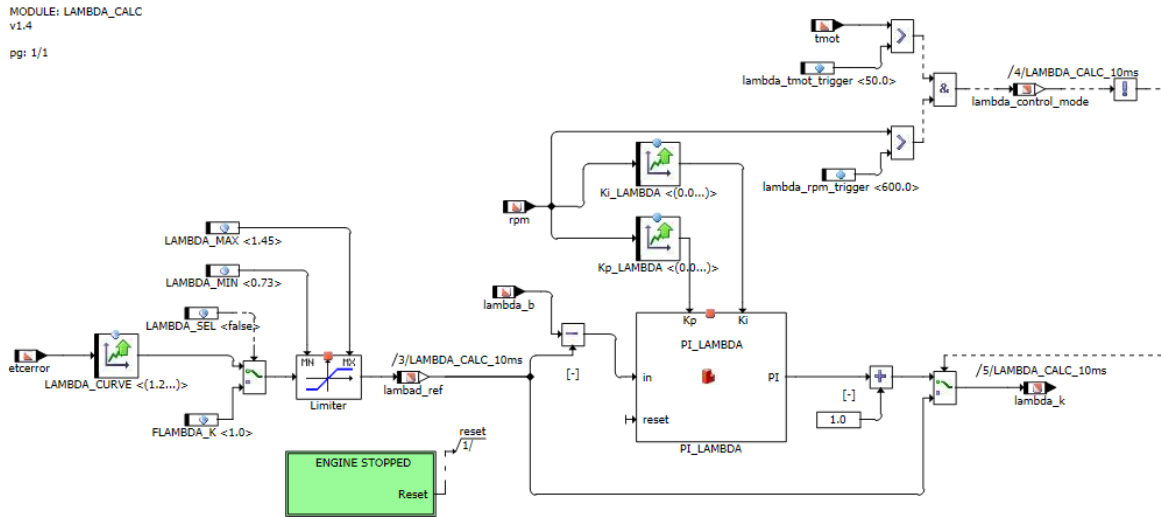 MODULE: LAMBDA_CALC
v1.4
pg: 1/1
tmot
lambda_tmot_trigger <50.0>
>
&
/4/LAMBDA_CALC_10ms
lambda_control_mode
!
>
lambda_rpm_trigger <600.0>
Ki_LAMBDA <(0.0...)>
rpm
Kp_LAMBDA <(0.0...)>
LAMBDA_MAX <1.45>
LAMBDA_MIN <0.73>
LAMBDA_SEL <false>
lambda_b
Kp Ki
PI_LAMBDA
etcerror
LAMBDA_CURVE <(1.2...)>
MN MX
Limiter
/3/LAMBDA_CALC_10ms
lambad_ref
[-]
in
PI
reset
PI_LAMBDA
+
[-]
1.0
/5/LAMBDA_CALC_10ms
lambda_k
FLAMBDA_K <1.0>
reset
/1/
ENGINE STOPPED
Reset